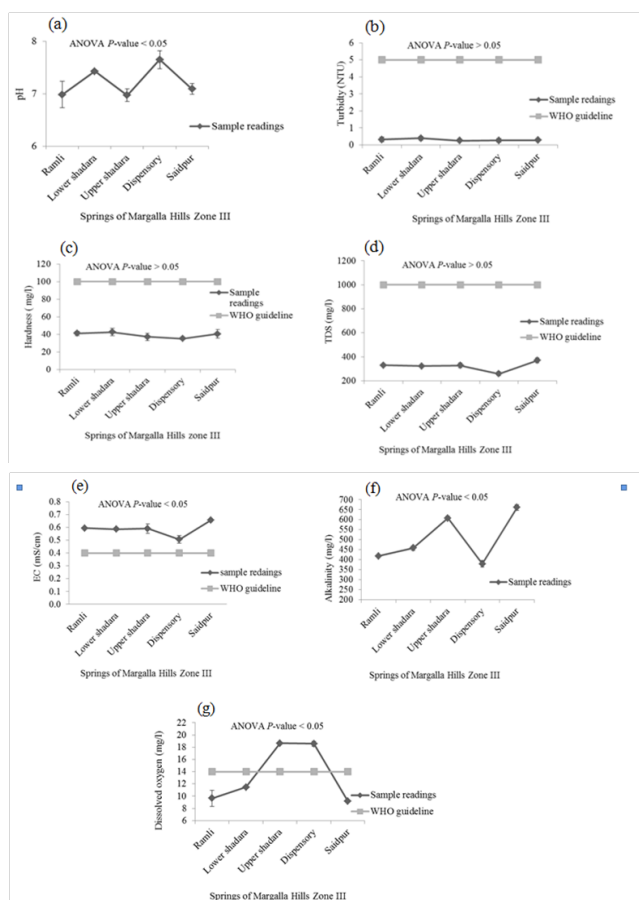 (a)
ANOVA P-value < 0.05
8
7
6
pH
Sample readings
Ramli
Lower shadara
Upper shadara
Dispensory
Saidpur
Springs of Margalla Hills Zone III
(b)
ANOVA P-value > 0.05
6
5
4
3
2
1
0
Turbidity (NTU)
Sample redaings
WHO guideline
Ramli
Lower shadara
Upper shadara
Dispensory
Saidpur
Springs of Margalla Hills Zone III
(c)
ANOVA P-value > 0.05
120
100
80
60
40
20
0
Hardness ( mg/l)
Sample
readings
WHO guideline
Ramli
Lower shadara
Upper shadara
Dispensory
Saidpur
Springs of Margalla Hills zone III
(d)
ANOVA P-value > 0.05
1200
1000
800
600
400
200
TDS
(mg/l)
Sample readings
WHO guideline
Ramli
Lower shadara
Upper shadara
Dispensory
Saidpur
Springs of Margalla Hills Zone III
(e)
ANOVA P-value < 0.05
0.8
0.7
0.6
0.5
0.4
0.3
0.2
0.1
0.0
EC (mS/cm)
sample redaings
WHO guideline
Ramli
Lower shadara
Upper shadara
Dispensory
Saidpur
Springs of Margalla Hills Zone III
(f)
ANOVA P-value < 0.05
700
650
600
550
500
450
400
350
300
250
200
Alkalinity (mg/l)
Sample readings
Ramli
Lower shadara
Upper shadara
Dispensory
Saidpur
Springs of Margalla Hills Zone III
(g)
ANOVA P-value < 0.05
22
20
18
16
14
12
10
8
6
Dissolved oxygen (mg/l)
Sample readings
WHO guideline
Ramli
Lower shadara
Upper shadara
Dispensory
Saidpur
Springs of Margalla Hills Zone III